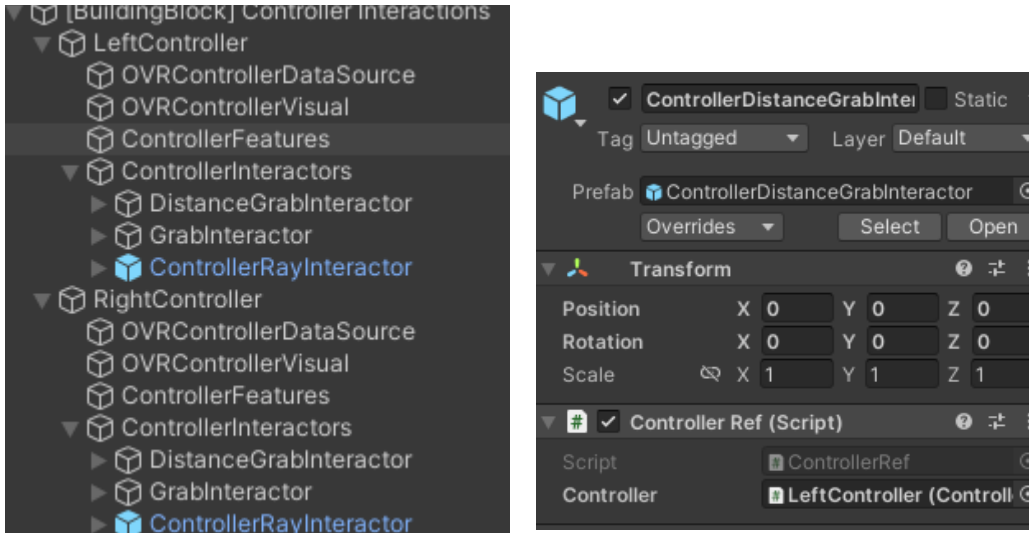 [BuildingBlock] Controller Interactions
LeftController
OVRControllerDataSource
OVRControllerVisual
ControllerFeatures
ControllerInteractors
DistanceGrabInteractor
GrabInteractor
ControllerRayInteractor
RightController
OVRControllerDataSource
OVRControllerVisual
ControllerFeatures
ControllerInteractors
DistanceGrabInteractor
GrabInteractor
ControllerRayInteractor
ControllerDistanceGrabInter Static
Tag Untagged Layer Default
Prefab ControllerDistanceGrabInteractor
Overrides Select Open
Transform
Position X 0 Y 0 Z 0
Rotation X 0 Y 0 Z 0
Scale X 1 Y 1 Z 1
# Controller Ref (Script)
Script # ControllerRef
Controller # LeftController (Controll